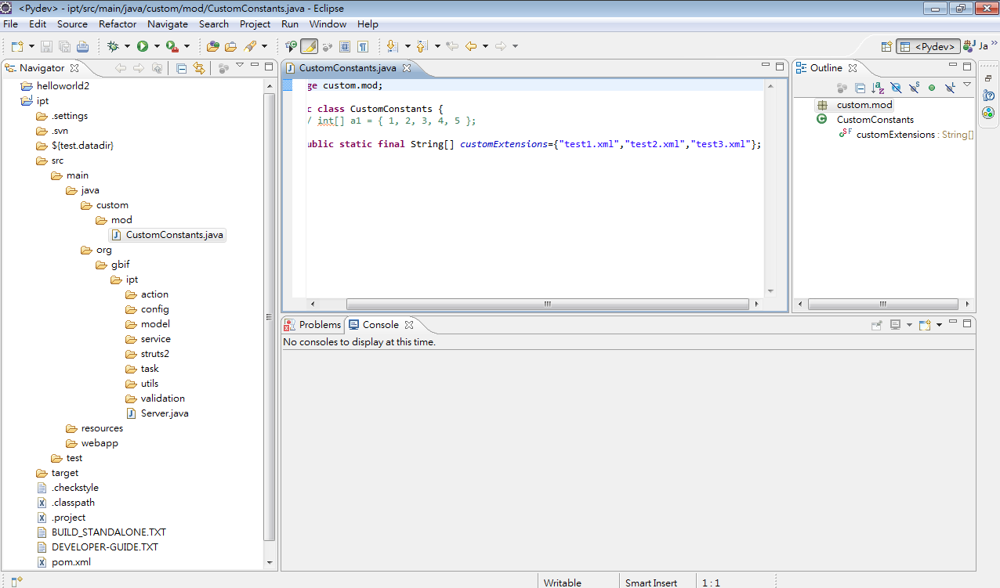 <Pydev> - ipt/src/main/java/custom/mod/CustomConstants.java - Eclipse
File Edit Source Refactor Navigate Search Project Run Window Help
<Pydev> Ja »
Navigator
helloworld2
ipt
.settings
.svn
${test.datadir}
src
main
java
custom
mod
CustomConstants.java
org
gbif
ipt
action
config
model
service
struts2
task
utils
validation
Server.java
resources
webapp
test
target
.checkstyle
.classpath
.project
BUILD_STANDALONE.TXT
DEVELOPER-GUIDE.TXT
pom.xml
CustomConstants.java
ge custom.mod;
c class CustomConstants {
/ int[] a1 = { 1, 2, 3, 4, 5 };
ublic static final String[] customExtensions={"test1.xml","test2.xml","test3.xml"};
Outline
custom.mod
CustomConstants
customExtensions : String[]
Problems Console
No consoles to display at this time.
Writable Smart Insert 1 : 1